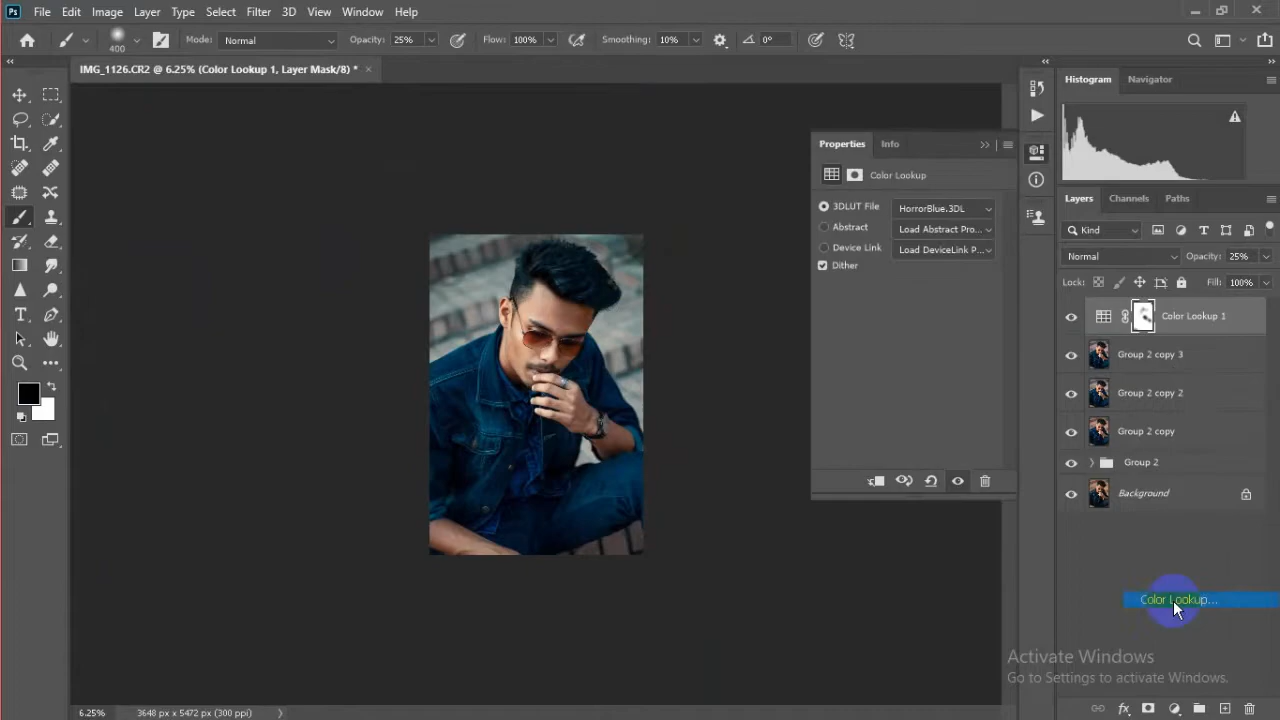 Ps File Edit Image Layer Type Select Filter 3D View Window Help
400 Mode: Normal Opacity: 25% Flow: 100% Smoothing: 10% 0°
IMG_1126.CR2 @ 6.25% (Color Lookup 1, Layer Mask/8) * ×
Histogram Navigator
Properties Info
Color Lookup
3DLUT File HorrorBlue.3DL
Abstract Load Abstract Pro...
Device Link Load DeviceLink P...
Dither
Layers Channels Paths
Kind
Normal Opacity: 25%
Lock: Fill: 100%
Color Lookup 1
Group 2 copy 3
Group 2 copy 2
Group 2 copy
Group 2
Background
Color Lookup...
Activate Windows
Go to Settings to activate Windows.
6.25% 3648 px x 5472 px (300 ppi)